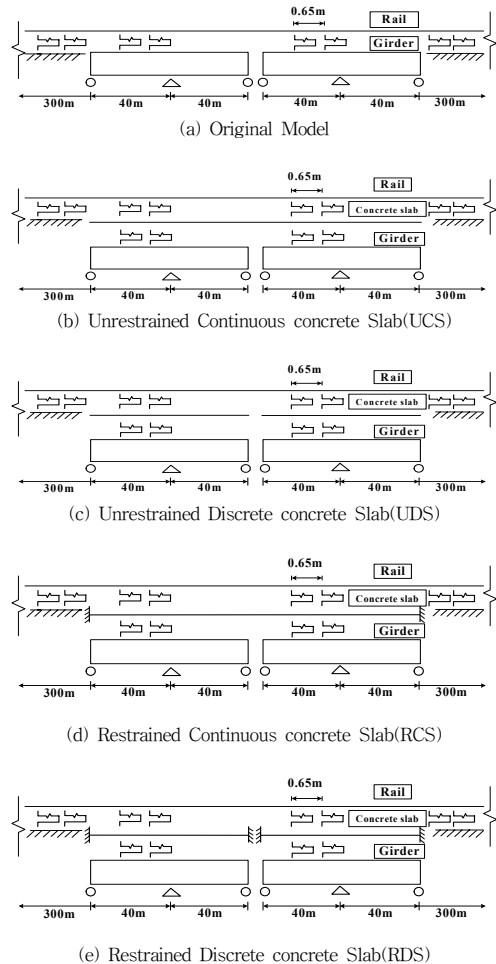 0.65m
Rail
Girder
300m 40m 40m 40m 40m 300m
(a) Original Model
0.65m
Rail
Concrete slab
Girder
300m 40m 40m 40m 40m 300m
(b) Unrestrained Continuous concrete Slab(UCS)
0.65m
Rail
Concrete slab
Girder
300m 40m 40m 40m 40m 300m
(c) Unrestrained Discrete concrete Slab(UDS)
0.65m
Rail
Concrete slab
Girder
300m 40m 40m 40m 40m 300m
(d) Restrained Continuous concrete Slab(RCS)
0.65m
Rail
Concrete slab
Girder
300m 40m 40m 40m 40m 300m
(e) Restrained Discrete concrete Slab(RDS)